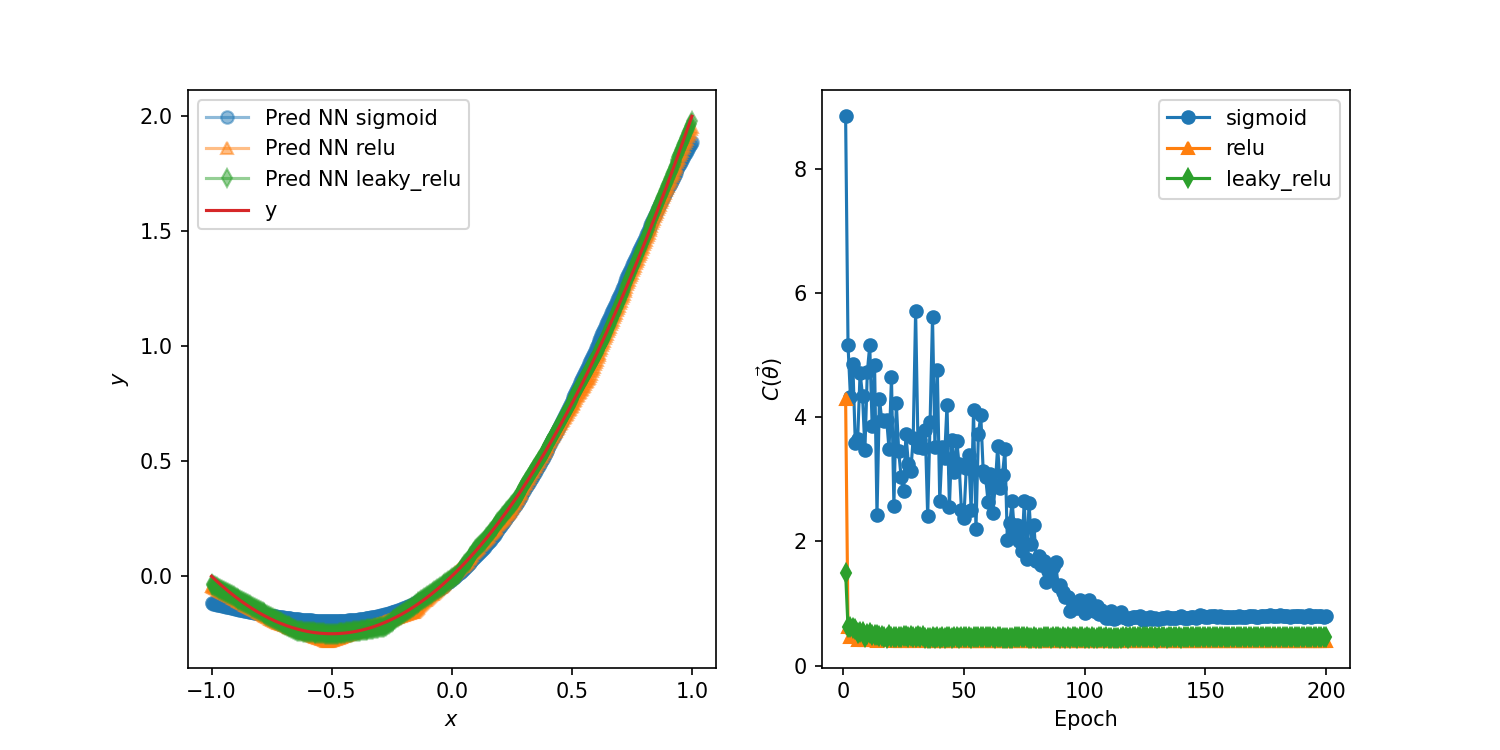 Pred NN sigmoid
Pred NN relu
Pred NN leaky_relu
y
2.0
1.5
1.0
0.5
0.0
y
−1.0 −0.5 0.0 0.5 1.0
x
sigmoid
relu
leaky_relu
8
6
4
2
0
C(θ⃗)
0 50 100 150 200
Epoch